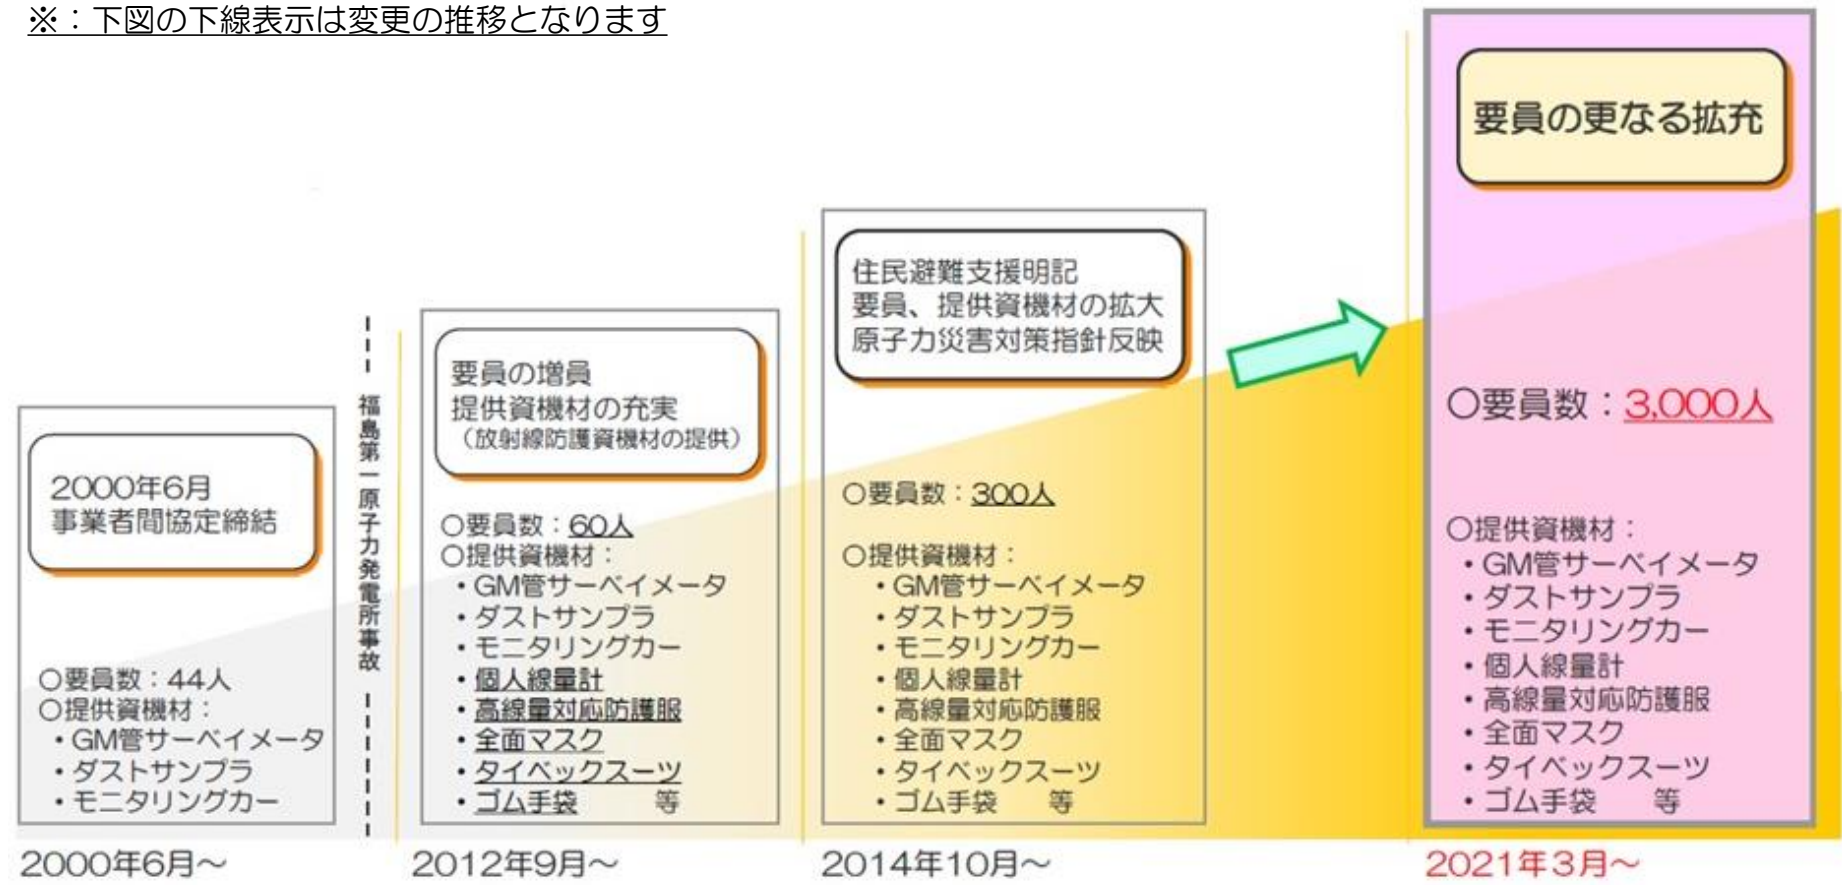 ※：下図の下線表示は変更の推移となります
2000年6月
事業者間協定締結
○要員数：44人
○提供資機材：
・GM管サーベイメータ
・ダストサンプラ
・モニタリングカー
2000年6月～
福島第一原子力発電所事故
要員の増員
提供資機材の充実
（放射線防護資機材の提供）
○要員数：60人
○提供資機材：
・GM管サーベイメータ
・ダストサンプラ
・モニタリングカー
・個人線量計
・高線量対応防護服
・全面マスク
・タイベックスーツ
・ゴム手袋　等
2012年9月～
住民避難支援明記
要員、提供資機材の拡大
原子力災害対策指針反映
○要員数：300人
○提供資機材：
・GM管サーベイメータ
・ダストサンプラ
・モニタリングカー
・個人線量計
・高線量対応防護服
・全面マスク
・タイベックスーツ
・ゴム手袋　等
2014年10月～
要員の更なる拡充
○要員数：3,000人
○提供資機材：
・GM管サーベイメータ
・ダストサンプラ
・モニタリングカー
・個人線量計
・高線量対応防護服
・全面マスク
・タイベックスーツ
・ゴム手袋　等
2021年3月～